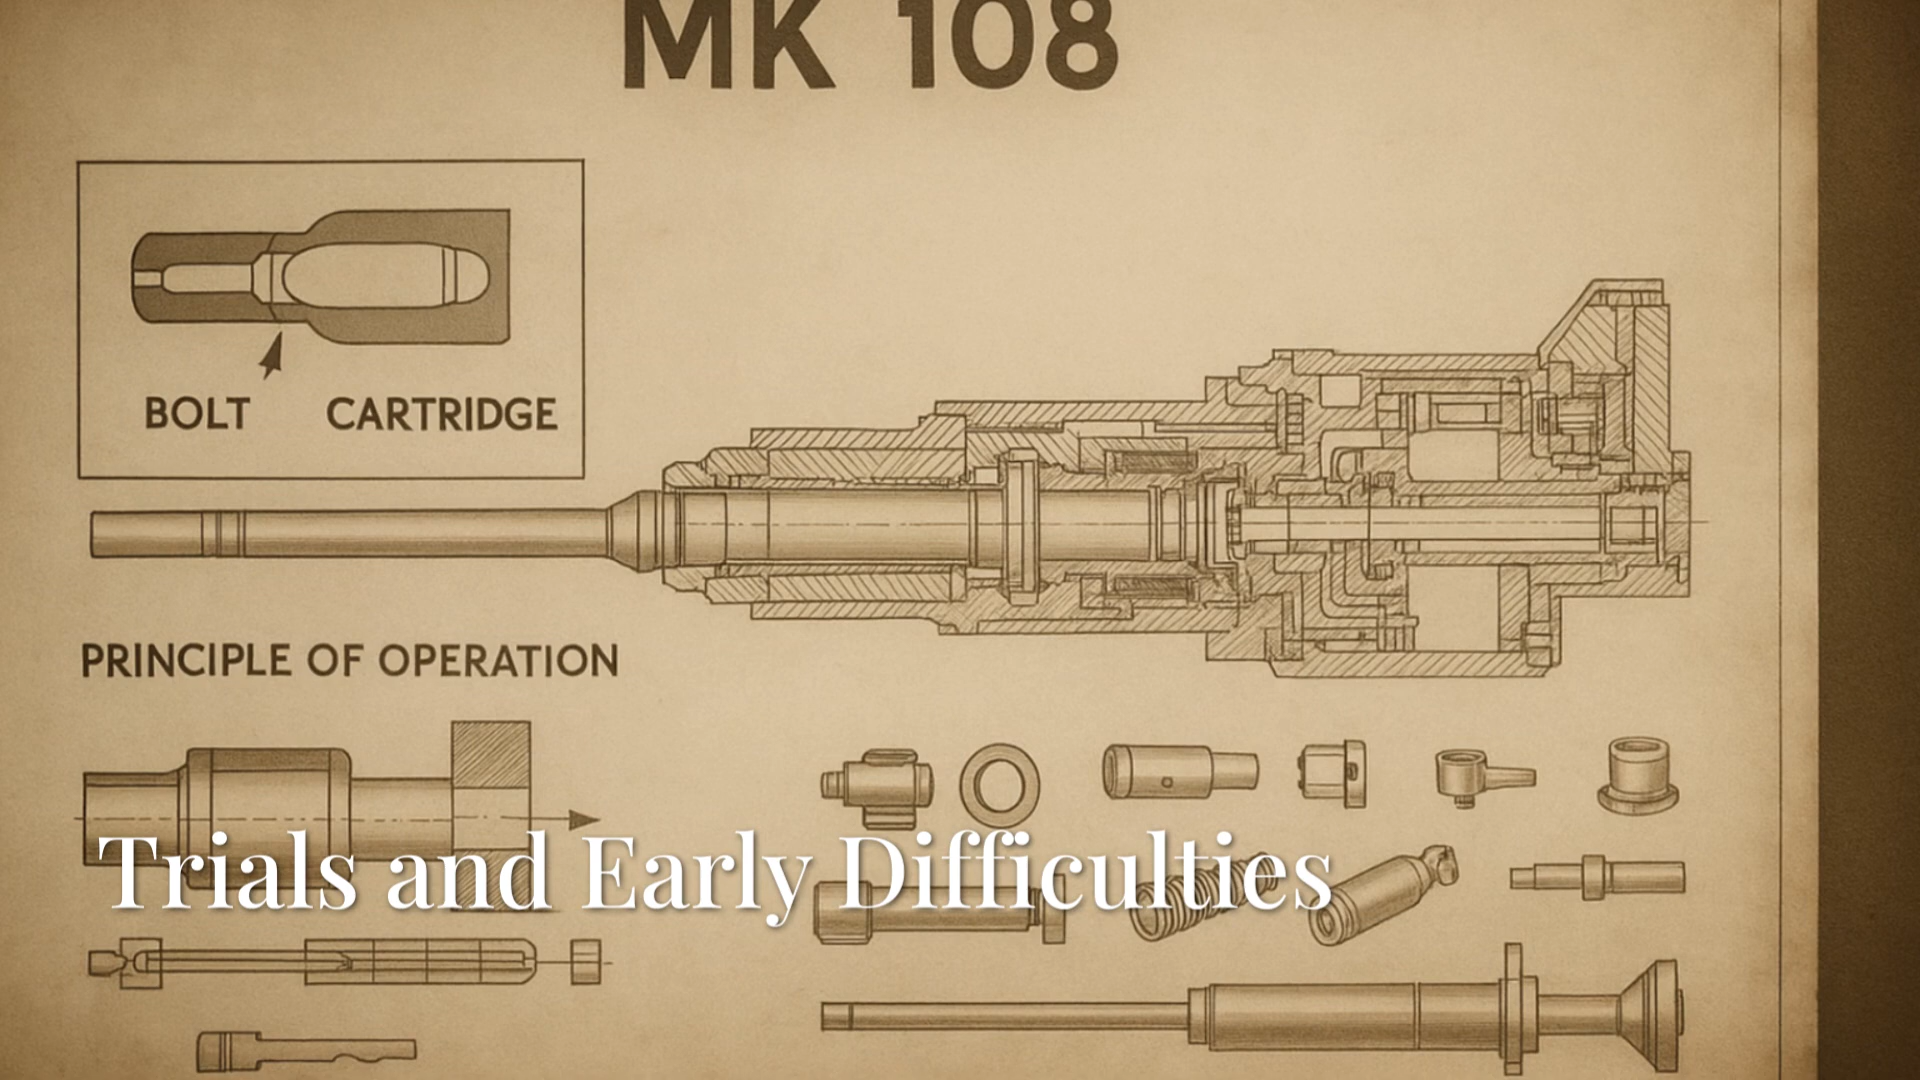 MK 108
BOLT
CARTRIDGE
PRINCIPLE OF OPERATION
Trials and Early Difficulties